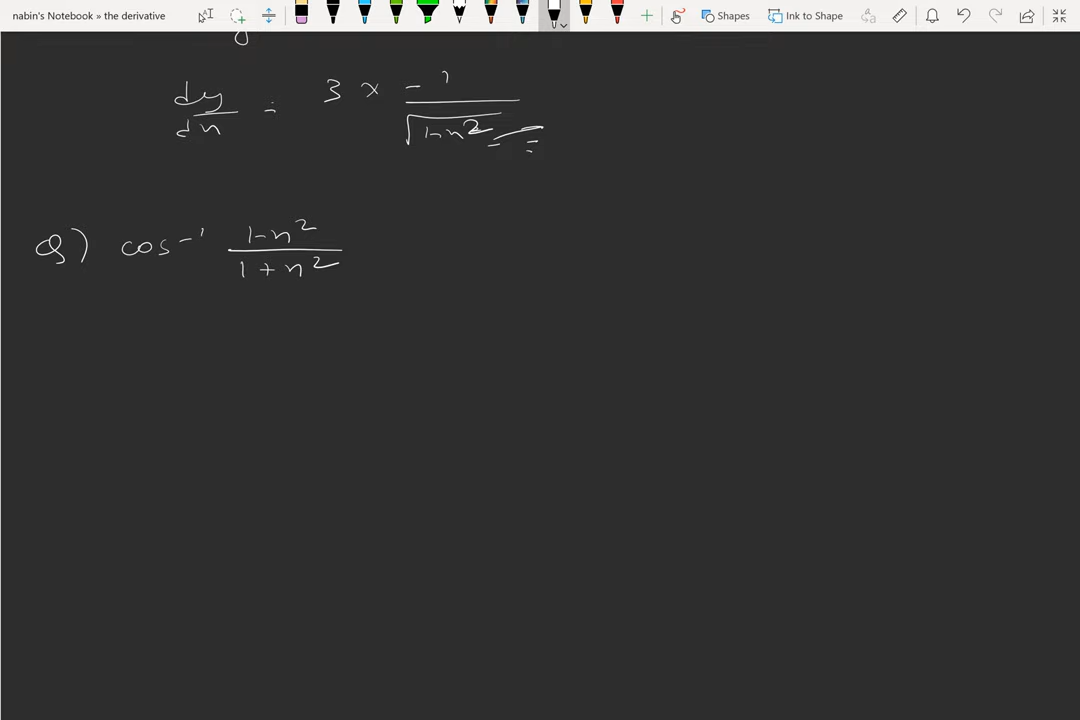 nabin's Notebook » the derivative
Shapes
Ink to Shape
dy/dn = 3 × -1/√1-n²
Q) cos⁻¹ 1-n²/1+n²